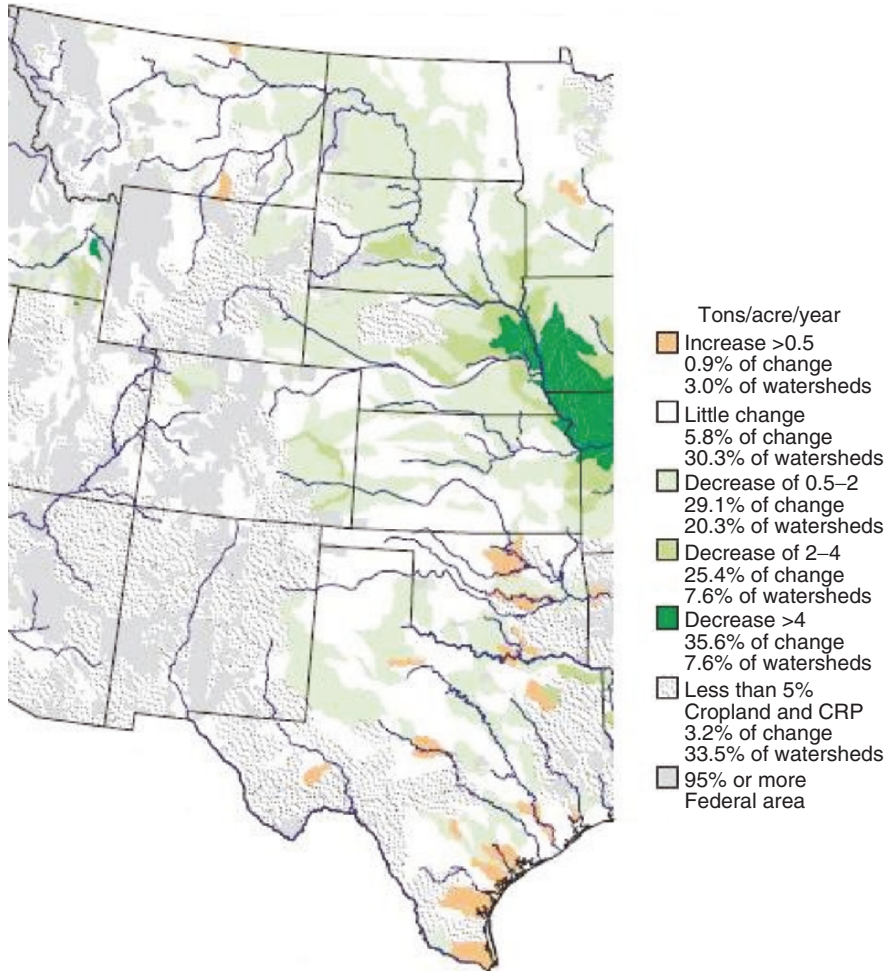 Tons/acre/year
Increase >0.5
0.9% of change
3.0% of watersheds
Little change
5.8% of change
30.3% of watersheds
Decrease of 0.5–2
29.1% of change
20.3% of watersheds
Decrease of 2–4
25.4% of change
7.6% of watersheds
Decrease >4
35.6% of change
7.6% of watersheds
Less than 5%
Cropland and CRP
3.2% of change
33.5% of watersheds
95% or more
Federal area